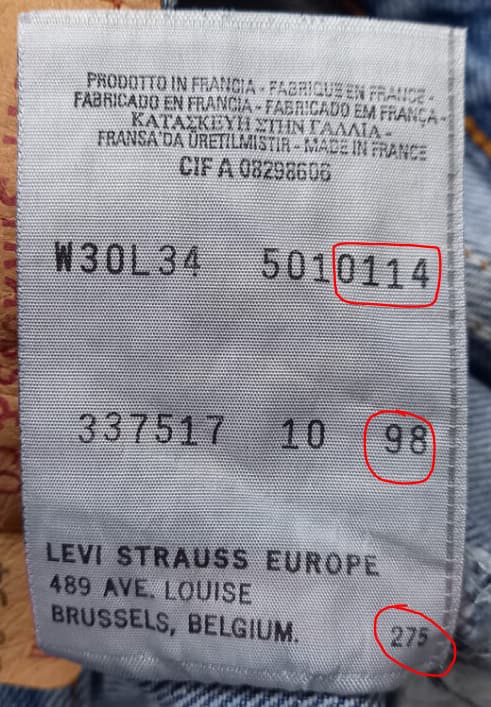 PRODOTTO IN FRANCIA - FABRIQUE EN FRANCE -
FABRICADO EN FRANCIA - FABRICADO EM FRANÇA -
ΚΑΤΑΣΚΕΥΗ ΣΤΗΝ ΓΑΛΛΙΑ -
FRANSA'DA ÜRETILMISTIR - MADE IN FRANCE
CIF A 08298606
W30L34 5010114
337517 10 98
LEVI STRAUSS EUROPE
489 AVE. LOUISE
BRUSSELS, BELGIUM.
275